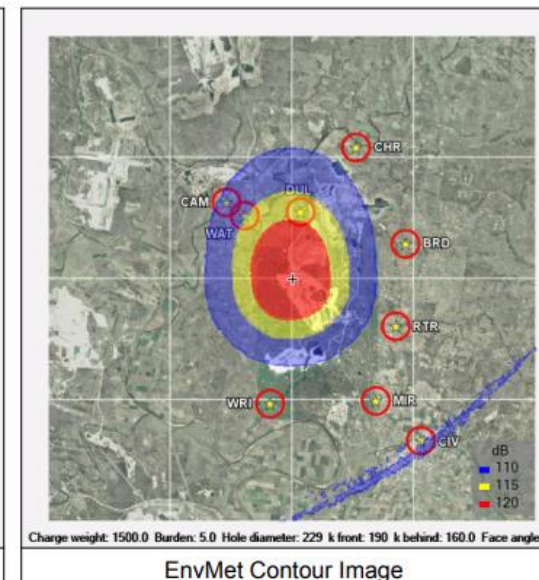 CHR
DUL
CAM
WAT
BRD
RTR
WRI
MIR
CIV
dB
110
115
120
Charge weight: 1500.0 Burden: 5.0 Hole diameter: 229 k front: 190 k behind: 160.0 Face angle
EnvMet Contour Image